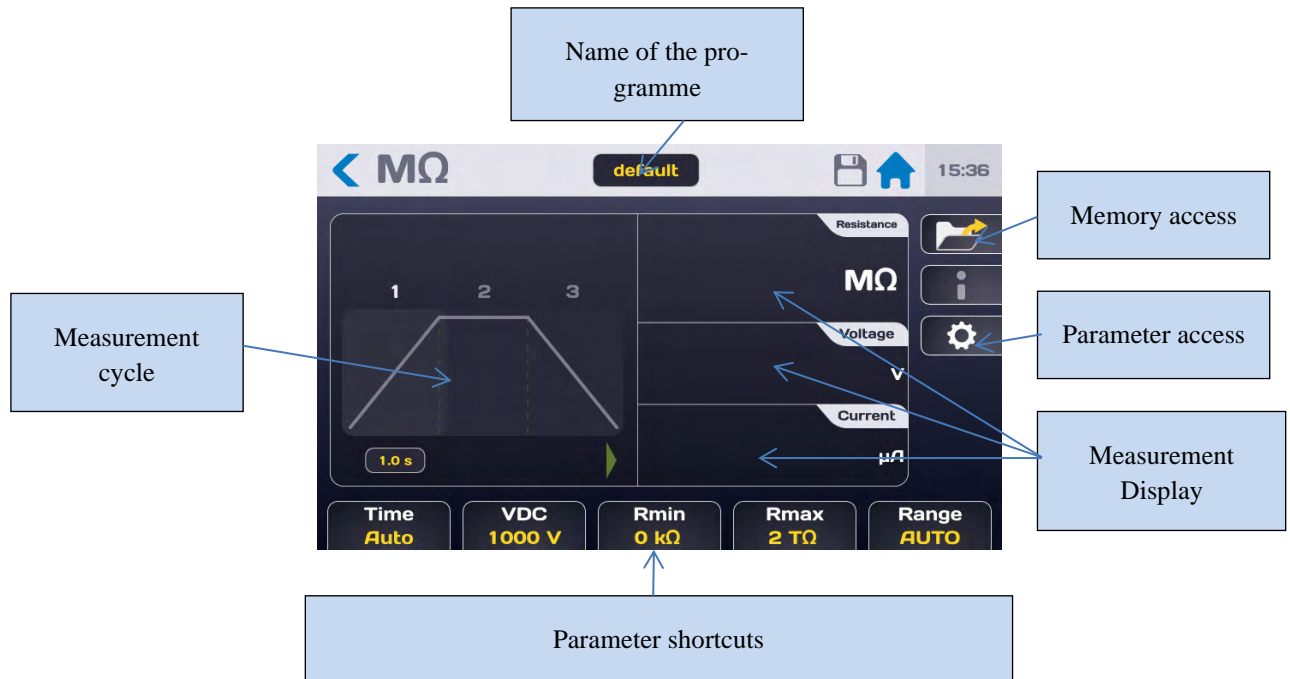 Name of the pro-
gramme
MΩ
default
15:36
Memory access
Resistance
MΩ
1 2 3
Measurement
cycle
Voltage
V
Parameter access
Current
µA
1.0 s
Measurement
Display
Time
Auto
VDC
1000 V
Rmin
0 kΩ
Rmax
2 TΩ
Range
AUTO
Parameter shortcuts